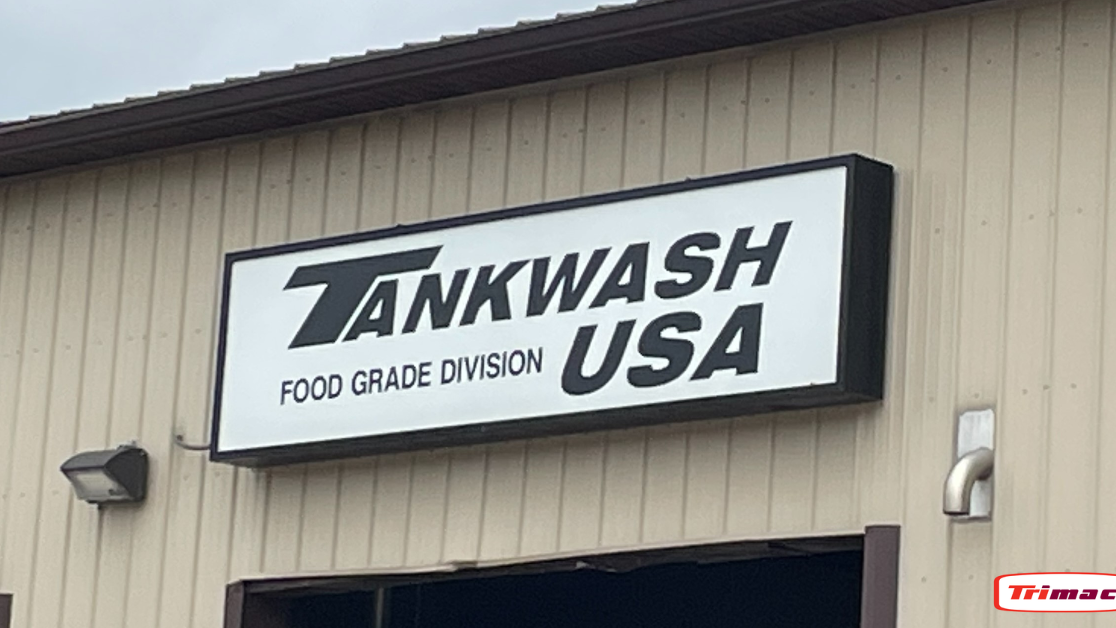 TANKWASH
FOOD GRADE DIVISION USA
Trimac